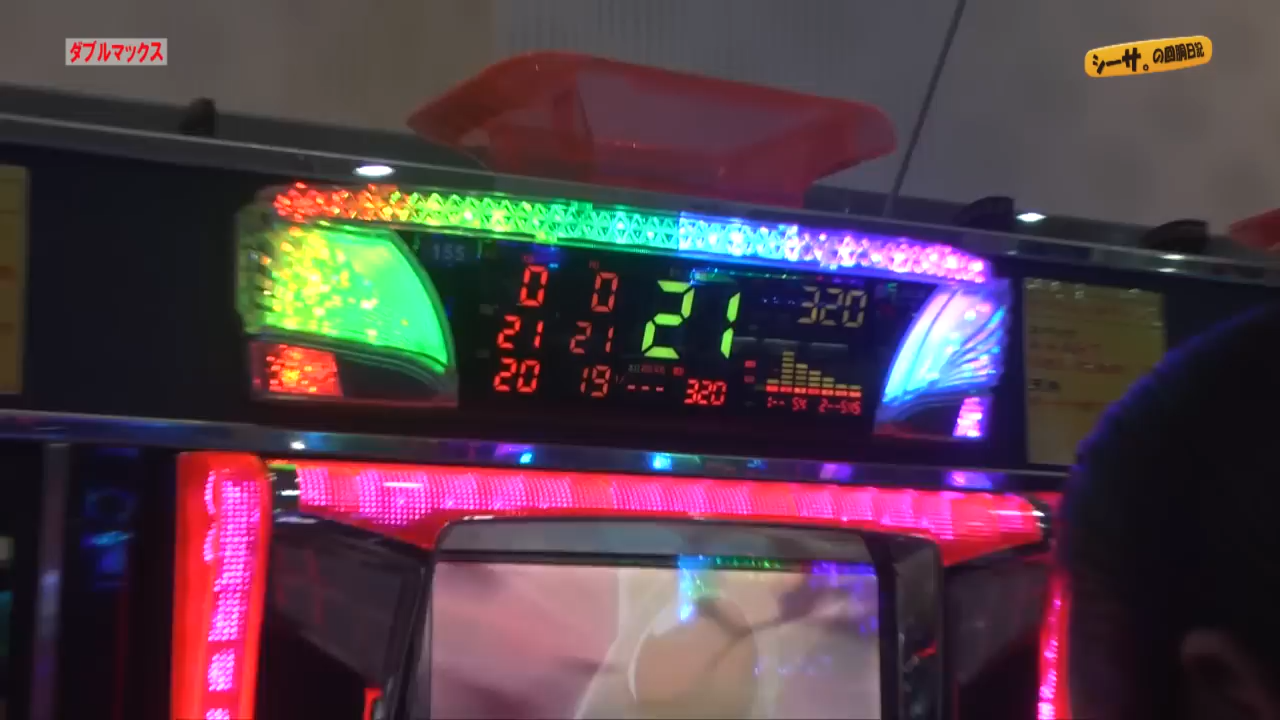 ダブルマックス
シーサ。の回胴日記
155
0 0 21 320
21 21
20 19 --- 320